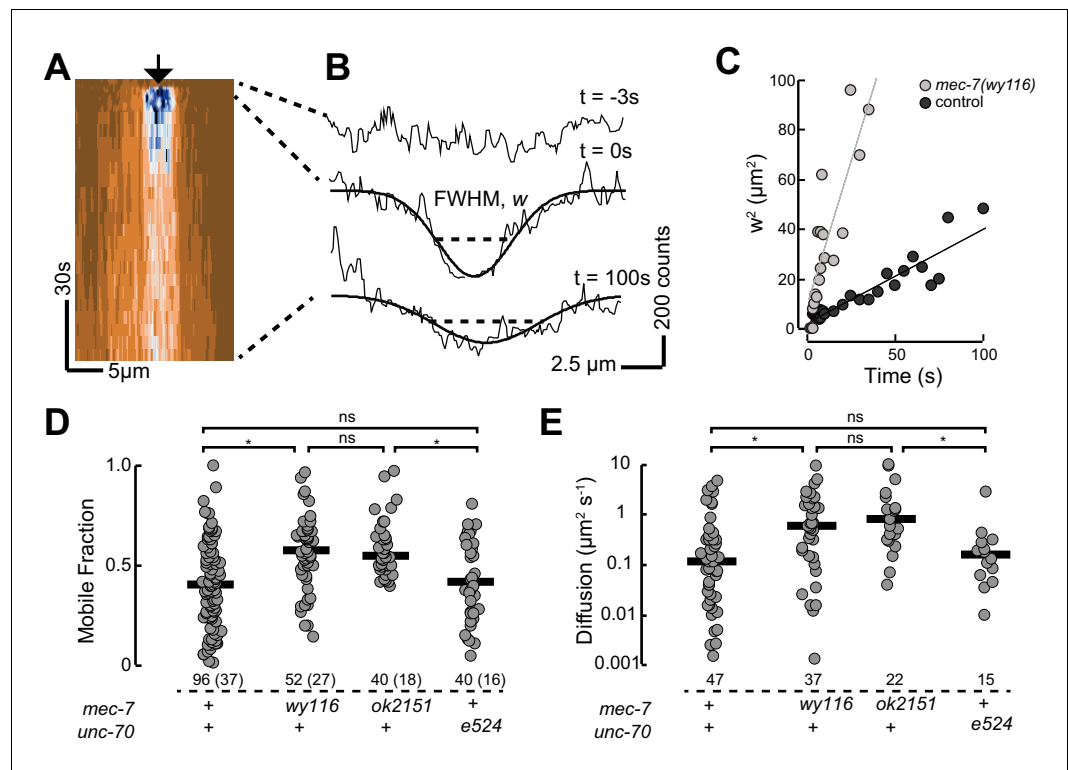 A
B
C
30s
5µm
t = -3s
t = 0s
FWHM, w
t = 100s
200 counts
2.5 µm
w² (µm²)
100
80
60
40
20
0
0
50
100
Time (s)
mec-7(wy116)
control
D
ns
* ns *
Mobile Fraction
1.0
0.5
0
96 (37) 52 (27) 40 (18) 40 (16)
mec-7 + wy116 ok2151 +
unc-70 + + + e524
E
ns
* ns *
Diffusion (µm² s⁻¹)
10
1
0.1
0.01
0.001
47 37 22 15
mec-7 + wy116 ok2151 +
unc-70 + + + e524